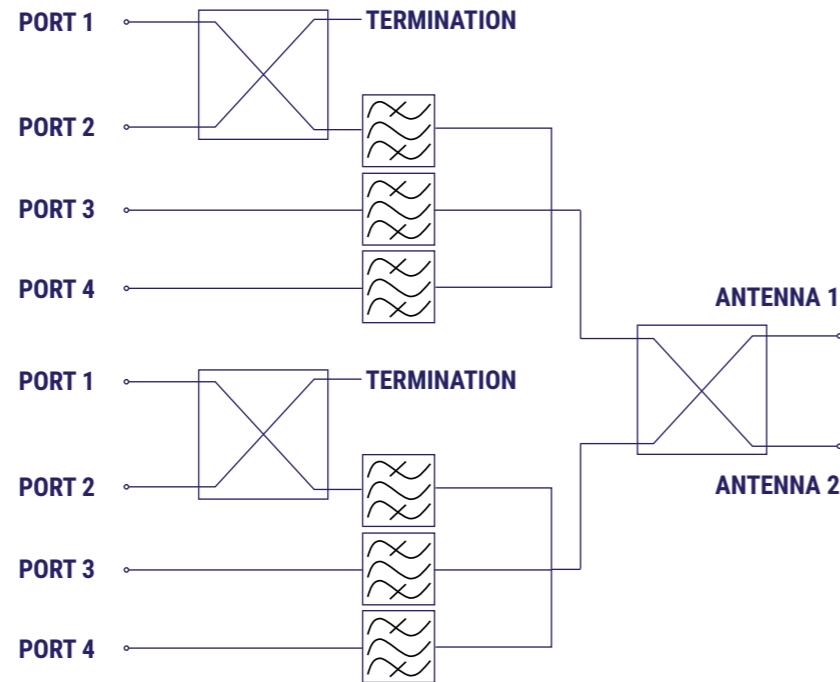 PORT 1
TERMINATION
PORT 2
PORT 3
PORT 4
ANTENNA 1
PORT 1
TERMINATION
PORT 2
ANTENNA 2
PORT 3
PORT 4